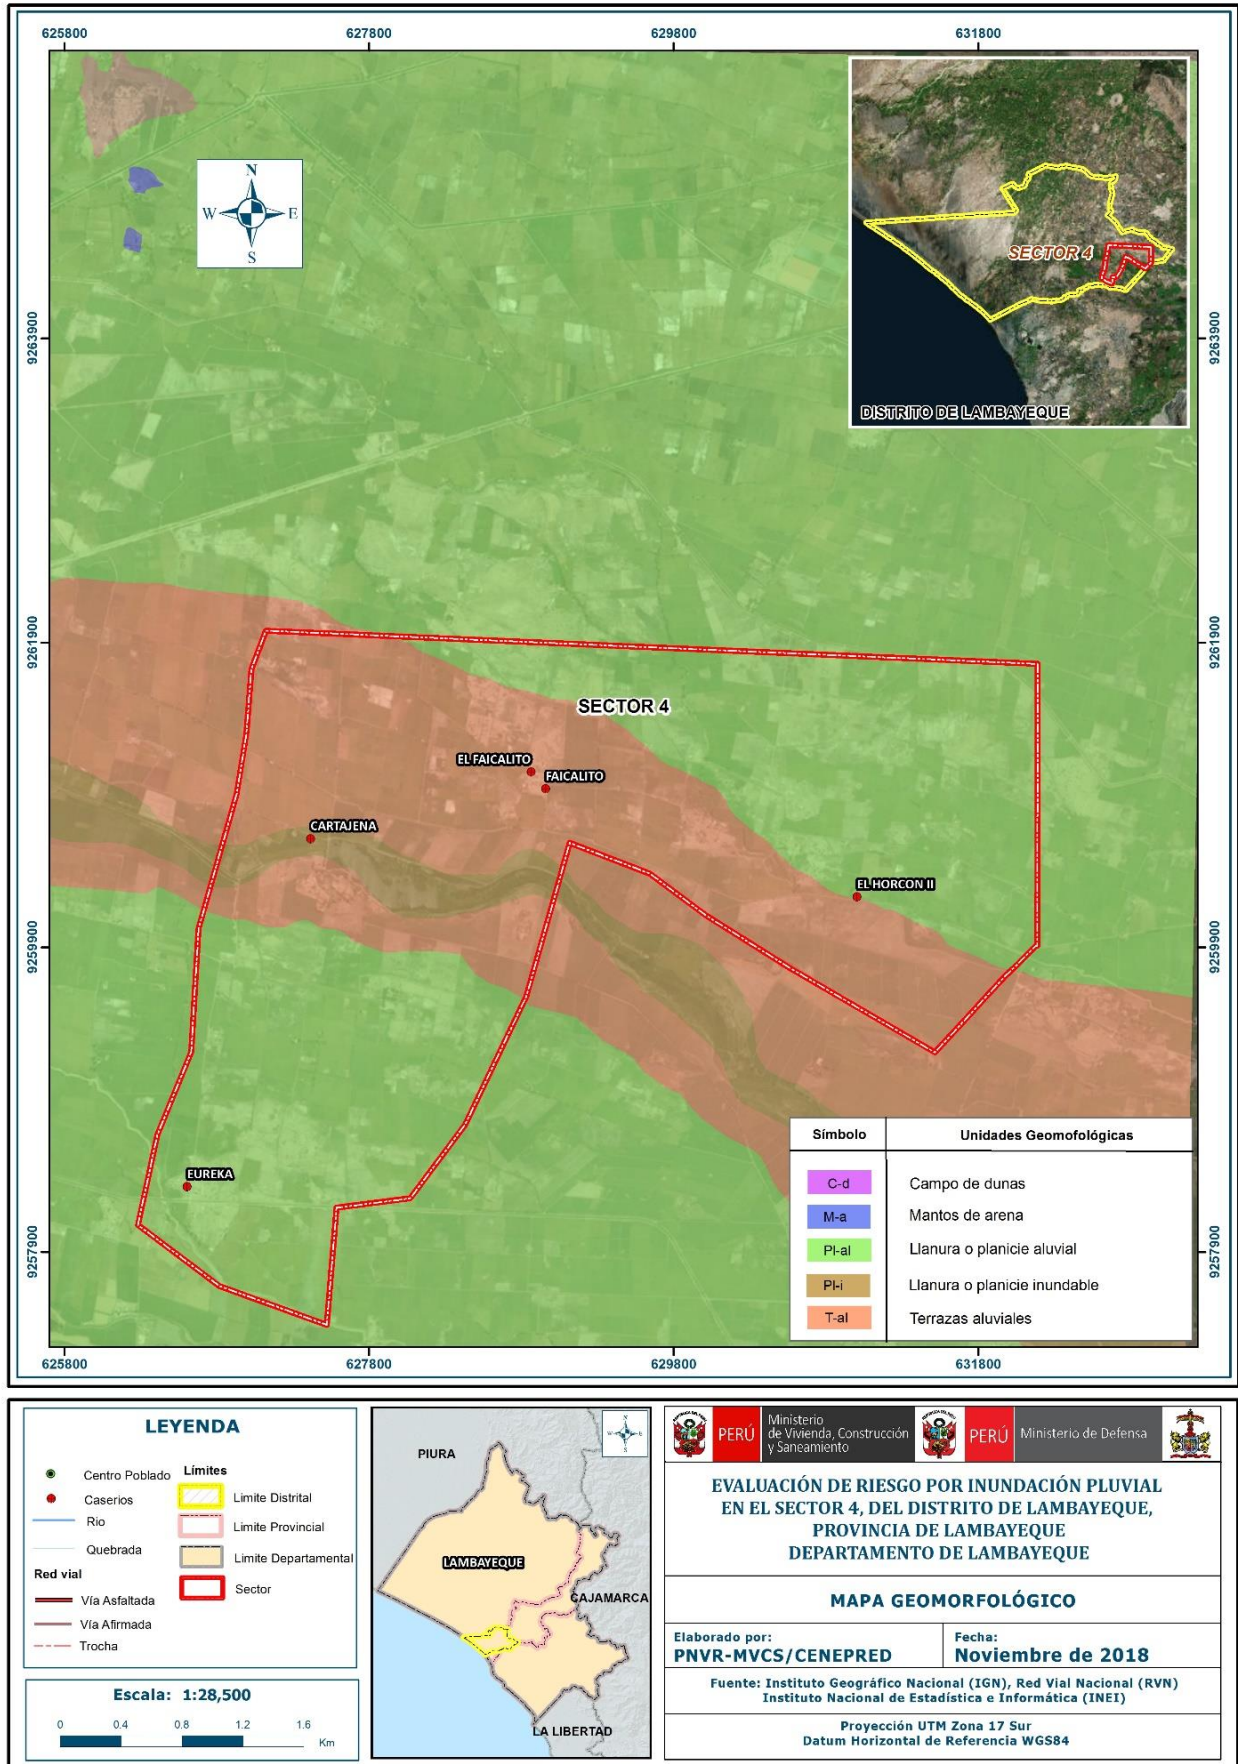 625800
627800
629800
631800
N
W
E
S
SECTOR 4
DISTRITO DE LAMBAYEQUE
9263900
9263900
9261900
9261900
SECTOR 4
EL FAICALITO
FAICALITO
CARTAJENA
EL HORCON II
9259900
9259900
EUREKA
9257900
9257900
Símbolo
Unidades Geomofológicas
C-d
Campo de dunas
M-a
Mantos de arena
Pl-al
Llanura o planicie aluvial
Pl-i
Llanura o planicie inundable
T-al
Terrazas aluviales
625800
627800
629800
631800
LEYENDA
Centro Poblado
Caserios
Rio
Quebrada
Red vial
Vía Asfaltada
Vía Afirmada
Trocha
Límites
Limite Distrital
Limite Provincial
Limite Departamental
Sector
Escala: 1:28,500
0
0.4
0.8
1.2
1.6
Km
N
W
E
S
PIURA
LAMBAYEQUE
CAJAMARCA
LA LIBERTAD
PERÚ
Ministerio
de Vivienda, Construcción
y Saneamiento
PERÚ
Ministerio de Defensa
EVALUACIÓN DE RIESGO POR INUNDACIÓN PLUVIAL
EN EL SECTOR 4, DEL DISTRITO DE LAMBAYEQUE,
PROVINCIA DE LAMBAYEQUE
DEPARTAMENTO DE LAMBAYEQUE
MAPA GEOMORFOLÓGICO
Elaborado por:
PNVR-MVCS/CENEPRED
Fecha:
Noviembre de 2018
Fuente: Instituto Geográfico Nacional (IGN), Red Vial Nacional (RVN)
Instituto Nacional de Estadística e Informática (INEI)
Proyección UTM Zona 17 Sur
Datum Horizontal de Referencia WGS84